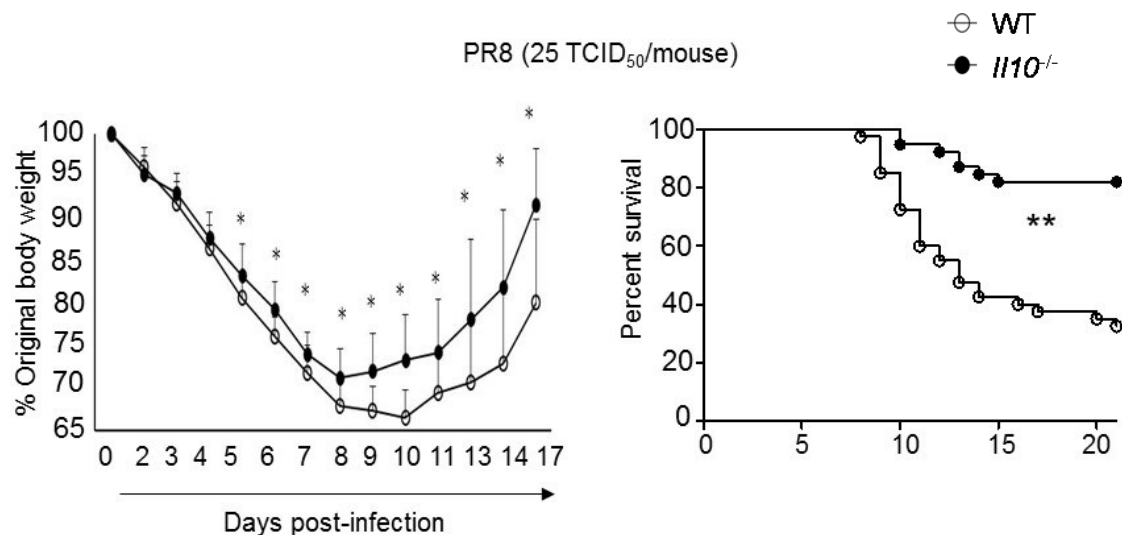 WT
PR8 (25 TCID₅₀/mouse)
Il10⁻/⁻
% Original body weight
100
95
90
85
80
75
70
65
* * * * * * * * * *
0 2 3 4 5 6 7 8 9 10 11 13 14 17
Days post-infection
Percent survival
100
80
60
40
20
0
**
0 5 10 15 20